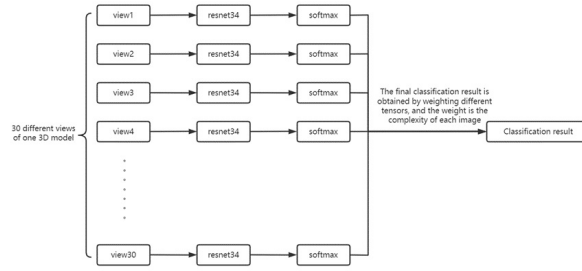 view1 resnet34 softmax
view2 resnet34 softmax
view3 resnet34 softmax
The final classification result is
obtained by weighting different
tensors, and the weight is the
complexity of each image
30 different views
of one 3D model
view4 resnet34 softmax
Classification result
view30 resnet34 softmax